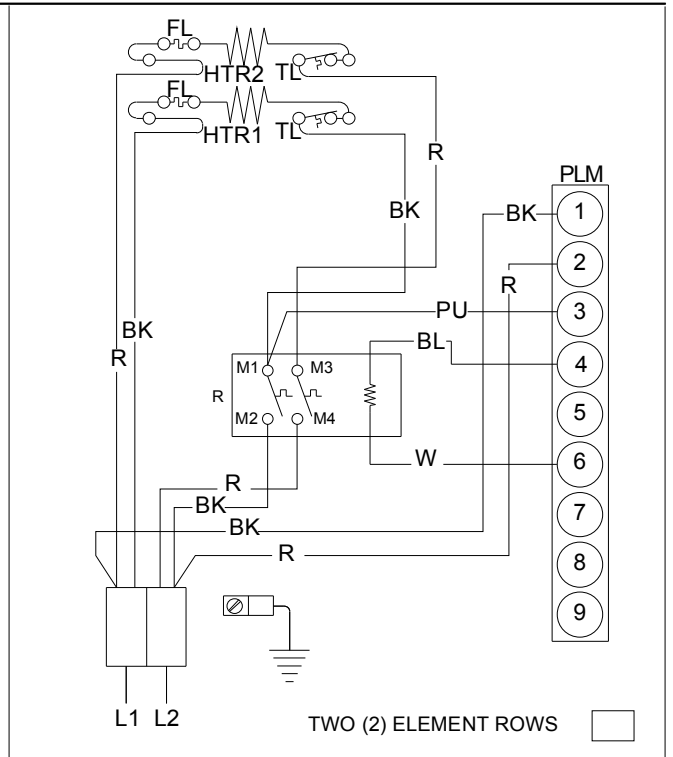 FL
HTR2 TL
FL
HTR1 TL
R
PLM
BK
BK 1
2
R
PU 3
BK
BL
R
M1 M3
4
R
5
M2 M4
W 6
R
7
BK
BK
R 8
9
L1 L2
TWO (2) ELEMENT ROWS